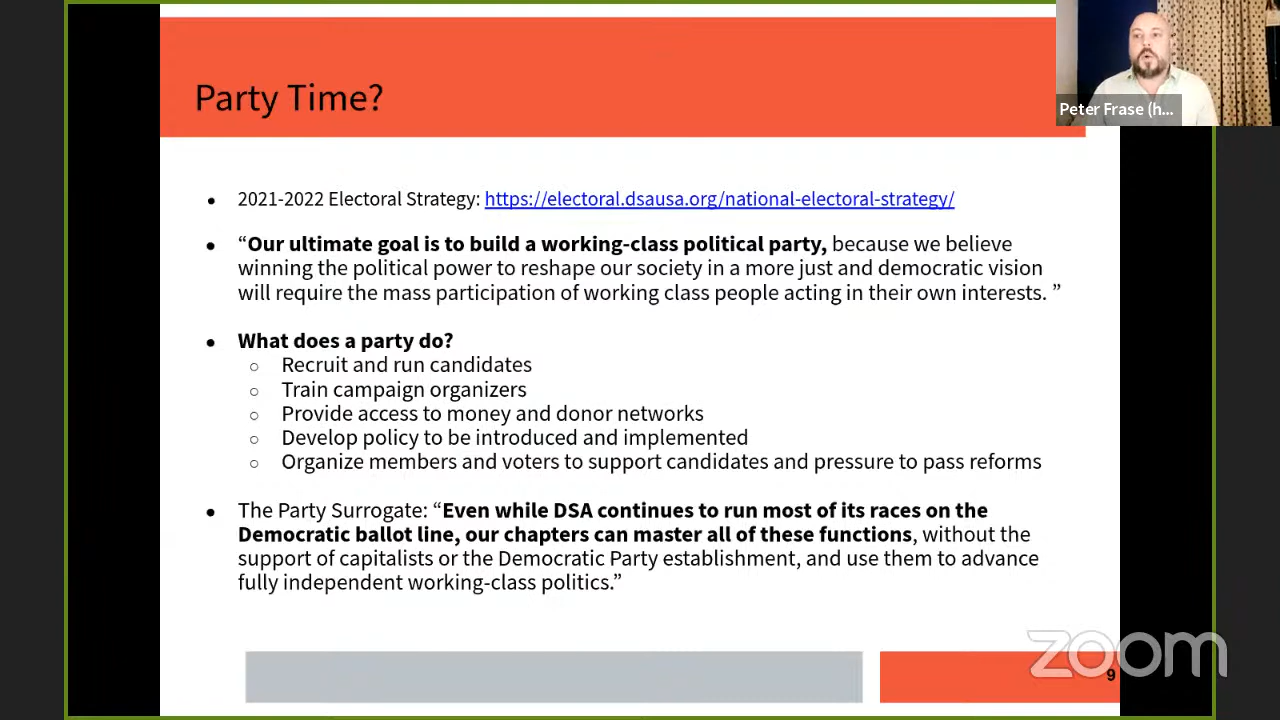 Party Time?
Peter Frase (h...
● 2021-2022 Electoral Strategy: https://electoral.dsausa.org/national-electoral-strategy/
● “Our ultimate goal is to build a working-class political party, because we believe
winning the political power to reshape our society in a more just and democratic vision
will require the mass participation of working class people acting in their own interests. ”
● What does a party do?
○ Recruit and run candidates
○ Train campaign organizers
○ Provide access to money and donor networks
○ Develop policy to be introduced and implemented
○ Organize members and voters to support candidates and pressure to pass reforms
● The Party Surrogate: “Even while DSA continues to run most of its races on the
Democratic ballot line, our chapters can master all of these functions, without the
support of capitalists or the Democratic Party establishment, and use them to advance
fully independent working-class politics.”
zoom
9